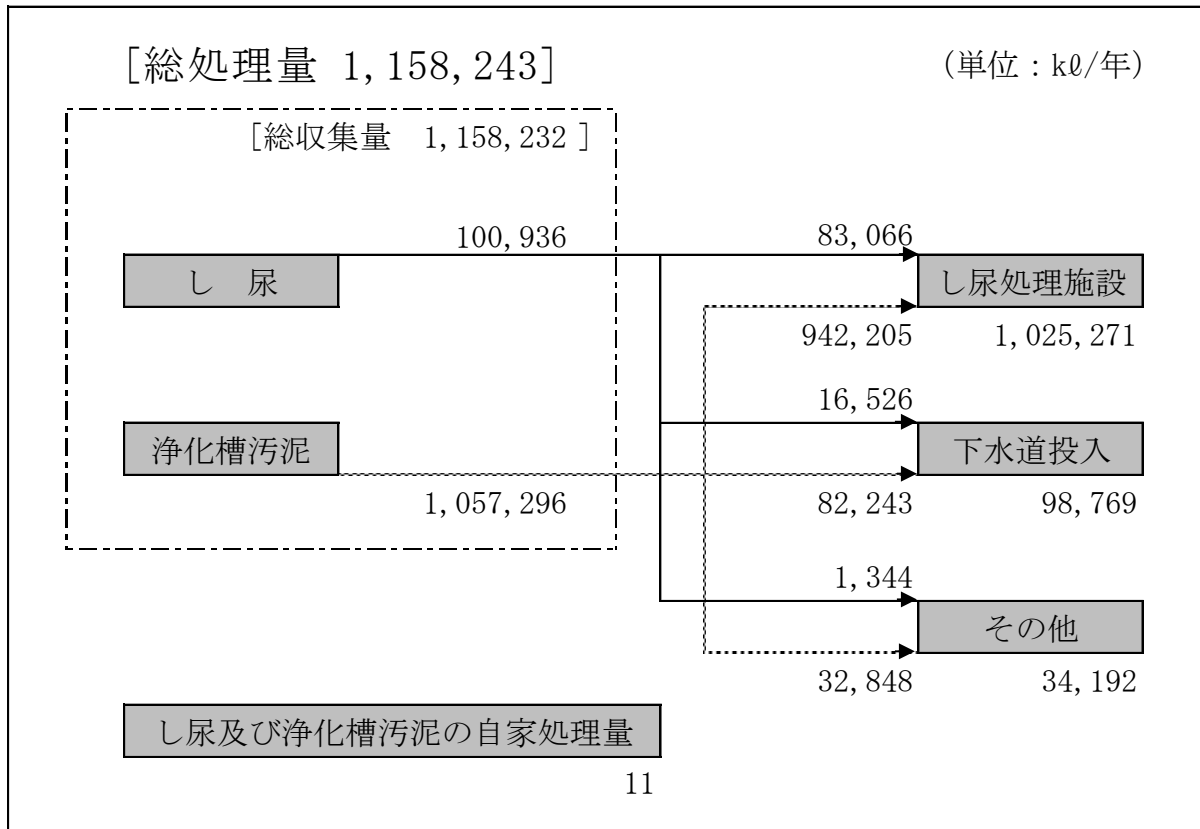 [総処理量 1,158,243]
(単位：kℓ/年)
[総収集量 1,158,232 ]
100,936
83,066
し 尿
し尿処理施設
942,205
1,025,271
16,526
浄化槽汚泥
下水道投入
1,057,296
82,243
98,769
1,344
その他
32,848
34,192
し尿及び浄化槽汚泥の自家処理量
11